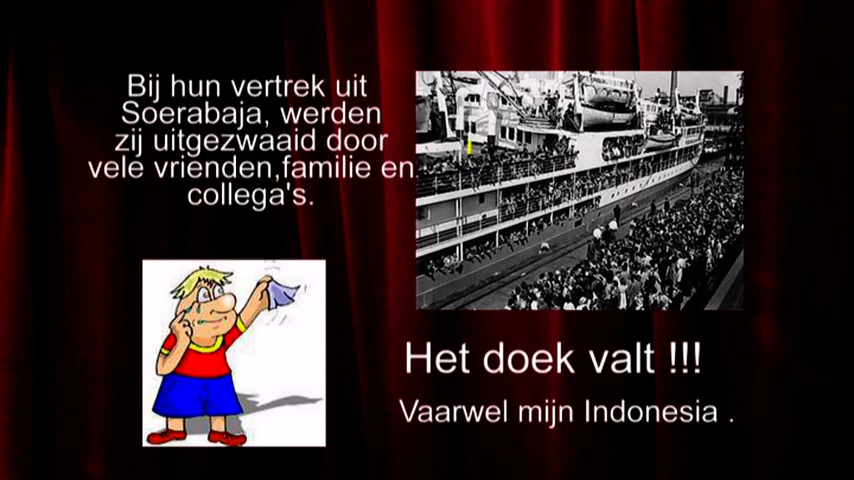 Bij hun vertrek uit
Soerabaja, werden
zij uitgezwaaid door
vele vrienden,familie en
collega's.
Het doek valt !!!
Vaarwel mijn Indonesia .